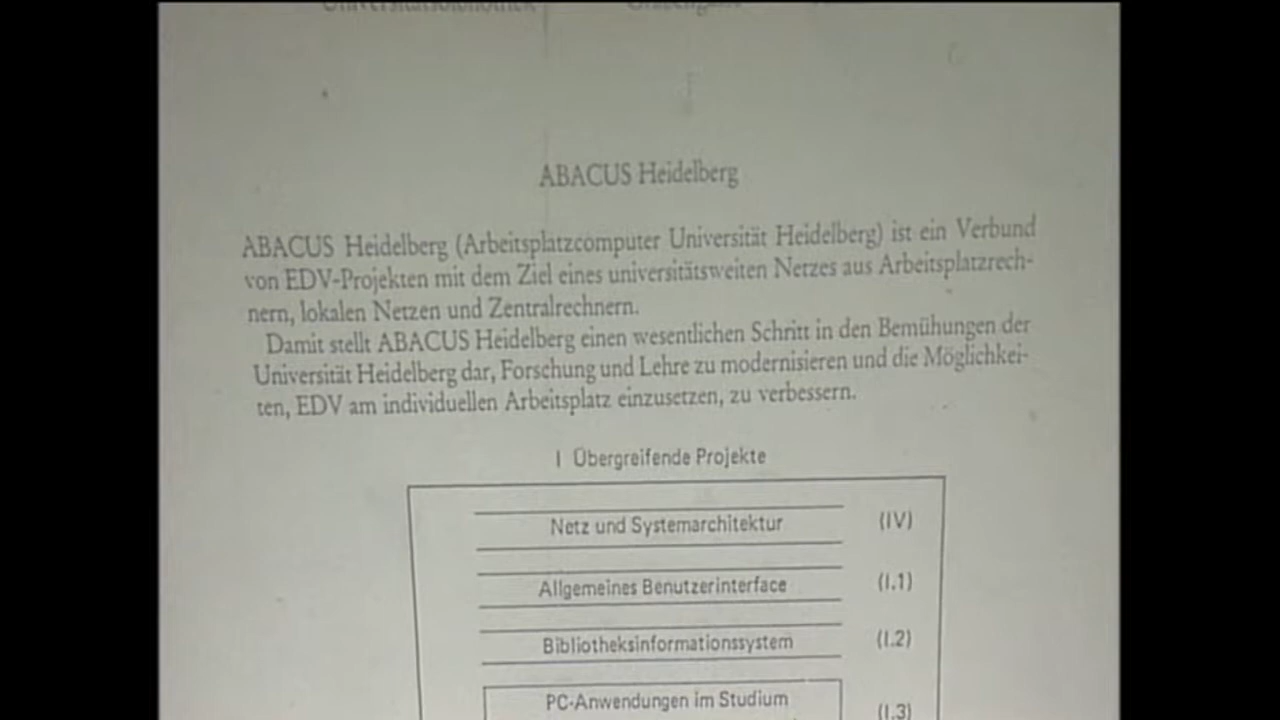 Universitätsbibliothek
ABACUS Heidelberg
ABACUS Heidelberg (Arbeitsplatzcomputer Universität Heidelberg) ist ein Verbund
von EDV-Projekten mit dem Ziel eines universitätsweiten Netzes aus Arbeitsplatzrech-
nern, lokalen Netzen und Zentralrechnern.
Damit stellt ABACUS Heidelberg einen wesentlichen Schritt in den Bemühungen der
Universität Heidelberg dar, Forschung und Lehre zu modernisieren und die Möglichkei-
ten, EDV am individuellen Arbeitsplatz einzusetzen, zu verbessern.
I Übergreifende Projekte
Netz und Systemarchitektur (IV)
Allgemeines Benutzerinterface (I.1)
Bibliotheksinformationssystem (I.2)
PC-Anwendungen im Studium (I.3)